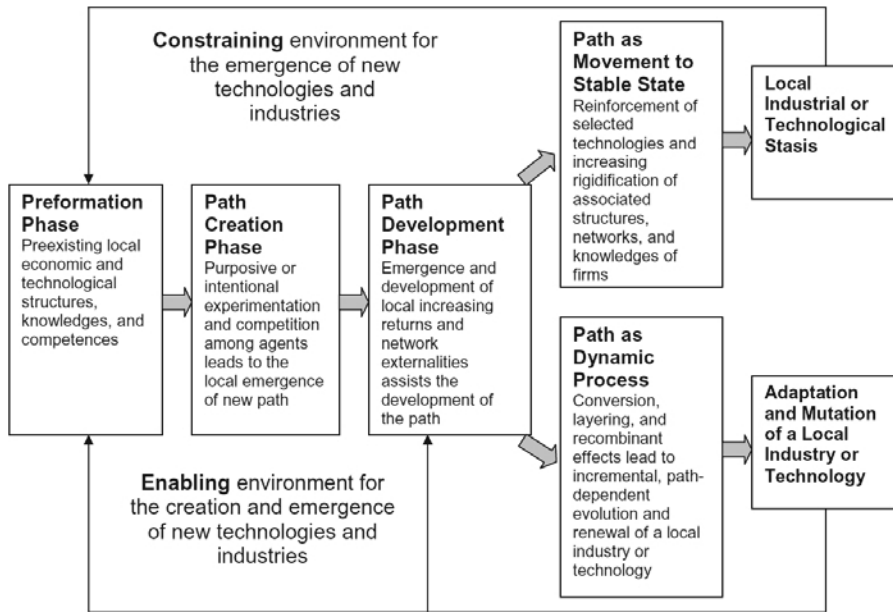 Constraining environment for
the emergence of new
technologies and
industries
Preformation
Phase
Preexisting local
economic and
technological
structures,
knowledges, and
competences
Path
Creation
Phase
Purposive or
intentional
experimentation
and competition
among agents
leads to the
local emergence
of new path
Path
Development
Phase
Emergence and
development of
local increasing
returns and
network
externalities
assists the
development of
the path
Path as
Movement to
Stable State
Reinforcement of
selected
technologies and
increasing
rigidification of
associated
structures,
networks, and
knowledges of
firms
Local
Industrial or
Technological
Stasis
Path as
Dynamic
Process
Conversion,
layering, and
recombinant
effects lead to
incremental, path-
dependent
evolution and
renewal of a local
industry or
technology
Adaptation
and Mutation
of a Local
Industry or
Technology
Enabling environment for
the creation and emergence
of new technologies and
industries